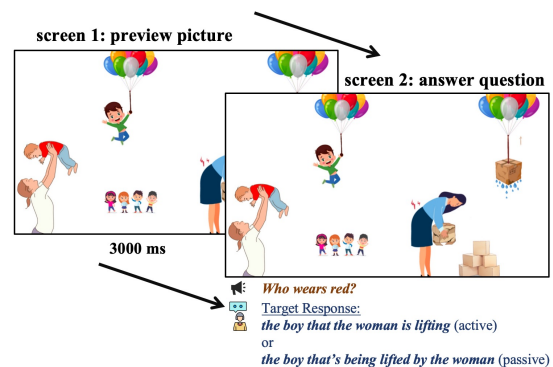 screen 1: preview picture
screen 2: answer question
3000 ms
Who wears red?
Target Response:
the boy that the woman is lifting (active)
or
the boy that's being lifted by the woman (passive)